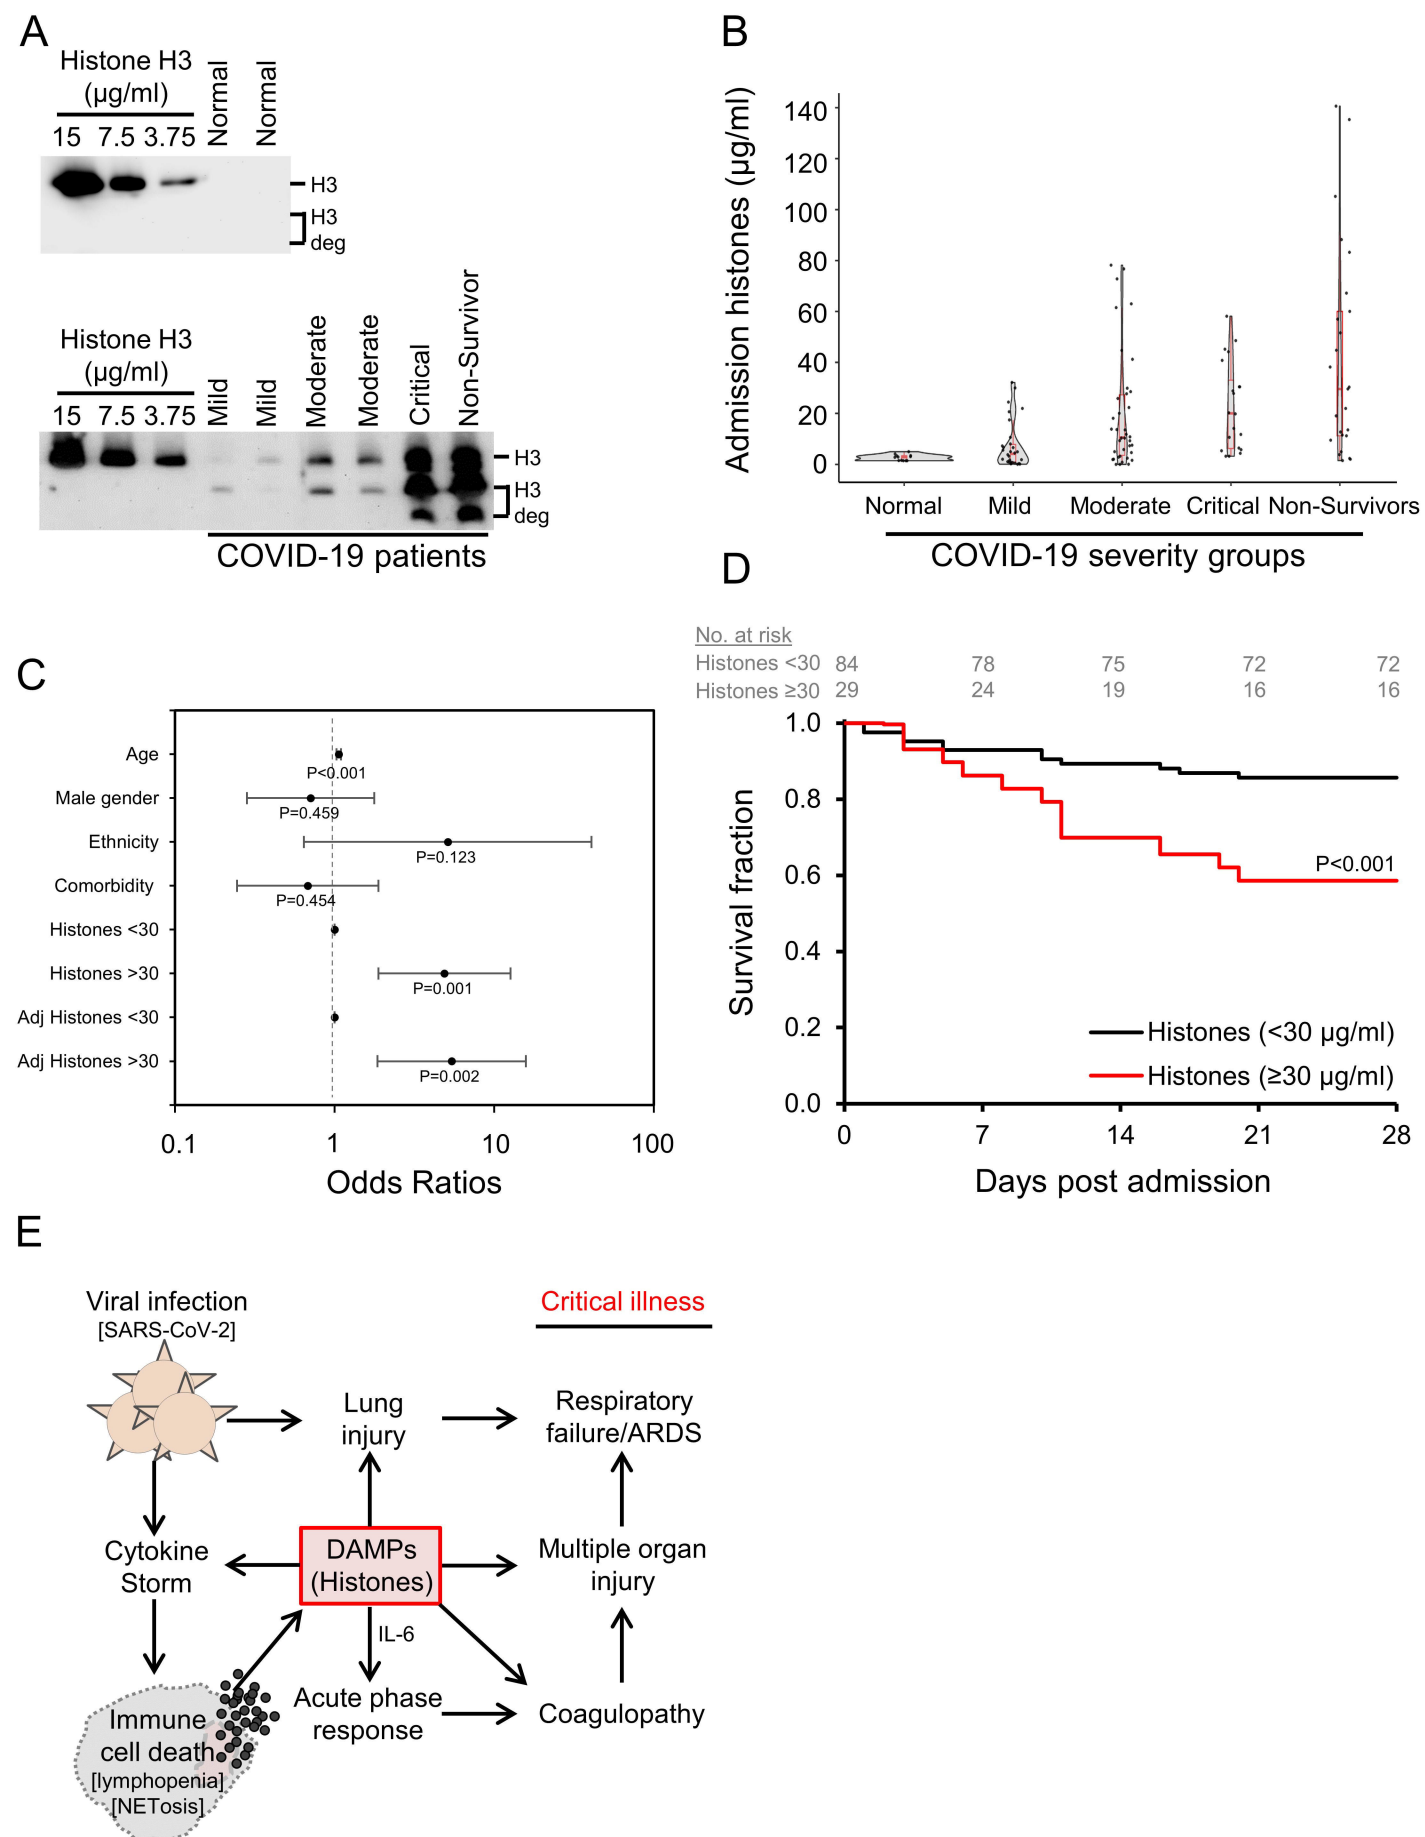 A
Histone H3
(µg/ml)
15 7.5 3.75
Normal
Normal
H3
H3
deg
Histone H3
(µg/ml)
15 7.5 3.75
Mild
Mild
Moderate
Moderate
Critical
Non-Survivor
H3
H3
deg
COVID-19 patients
B
Admission histones (µg/ml)
140
120
100
80
60
40
20
0
Normal Mild Moderate Critical Non-Survivors
COVID-19 severity groups
C
Age
P<0.001
Male gender
P=0.459
Ethnicity
P=0.123
Comorbidity
P=0.454
Histones <30
Histones >30
P=0.001
Adj Histones <30
Adj Histones >30
P=0.002
0.1 1 10 100
Odds Ratios
D
No. at risk
Histones <30 84 78 75 72 72
Histones ≥30 29 24 19 16 16
Survival fraction
1.0
0.8
0.6
0.4
0.2
0.0
P<0.001
Histones (<30 µg/ml)
Histones (≥30 µg/ml)
0 7 14 21 28
Days post admission
E
Viral infection
[SARS-CoV-2]
Critical illness
Lung
injury
Respiratory
failure/ARDS
Cytokine
Storm
DAMPs
(Histones)
Multiple organ
injury
IL-6
Immune
cell death
[lymphopenia]
[NETosis]
Acute phase
response
Coagulopathy